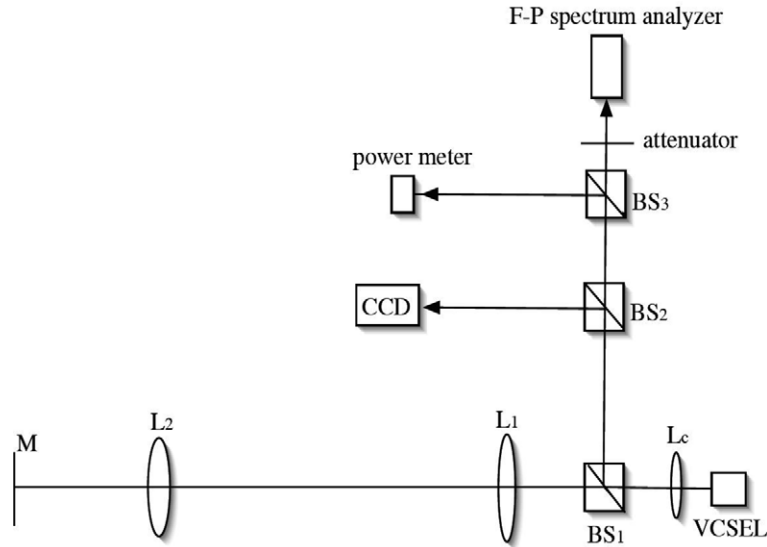 F-P spectrum analyzer
attenuator
power meter
BS3
CCD
BS2
L2
L1
M
Lc
BS1
VCSEL